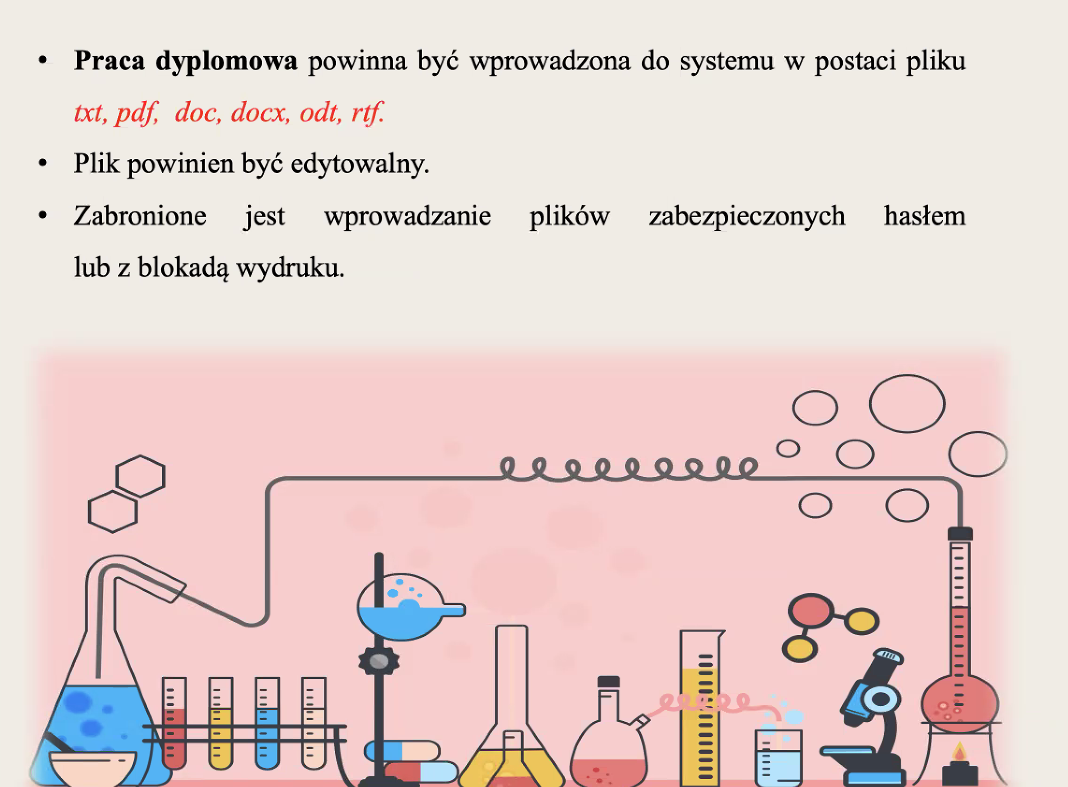 • Praca dyplomowa powinna być wprowadzona do systemu w postaci pliku
txt, pdf, doc, docx, odt, rtf.
• Plik powinien być edytowalny.
• Zabronione jest wprowadzanie plików zabezpieczonych hasłem
lub z blokadą wydruku.